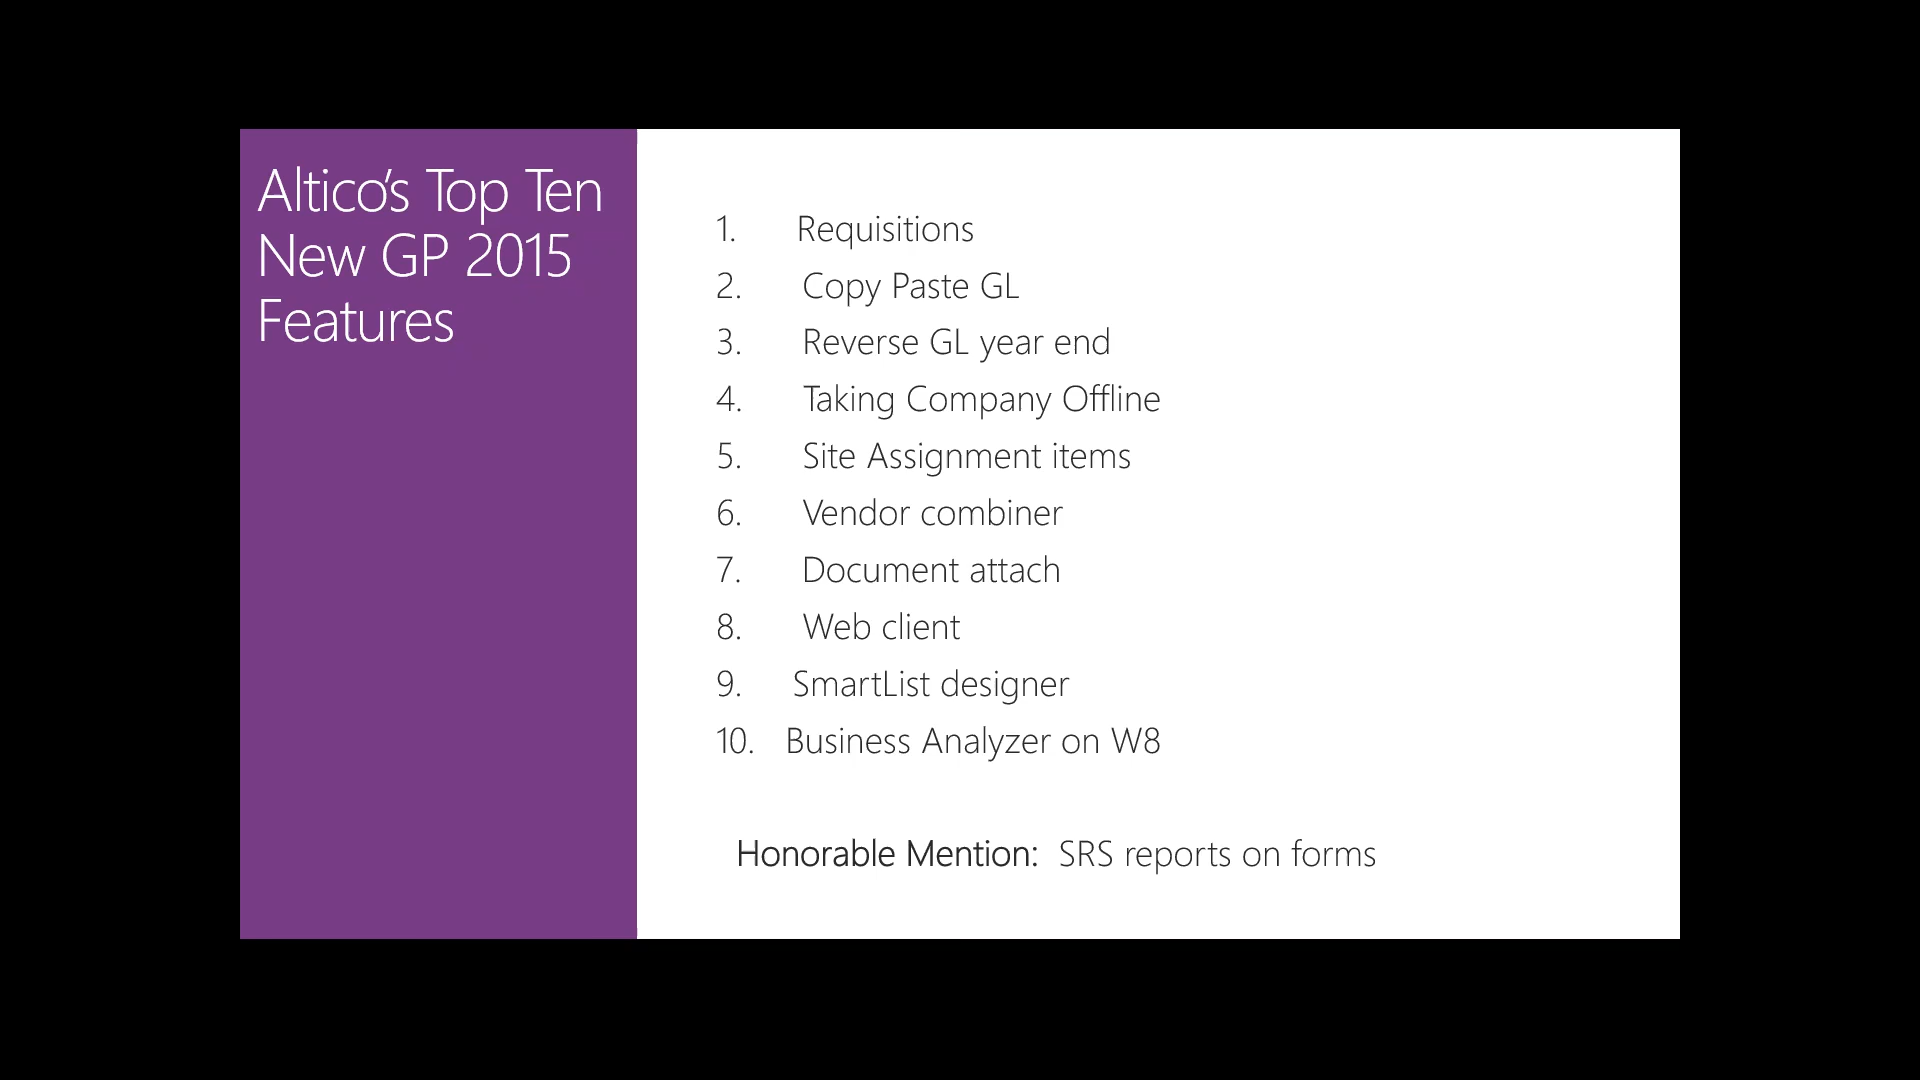 Altico's Top Ten
New GP 2015
Features
1. Requisitions
2. Copy Paste GL
3. Reverse GL year end
4. Taking Company Offline
5. Site Assignment items
6. Vendor combiner
7. Document attach
8. Web client
9. SmartList designer
10. Business Analyzer on W8
Honorable Mention: SRS reports on forms